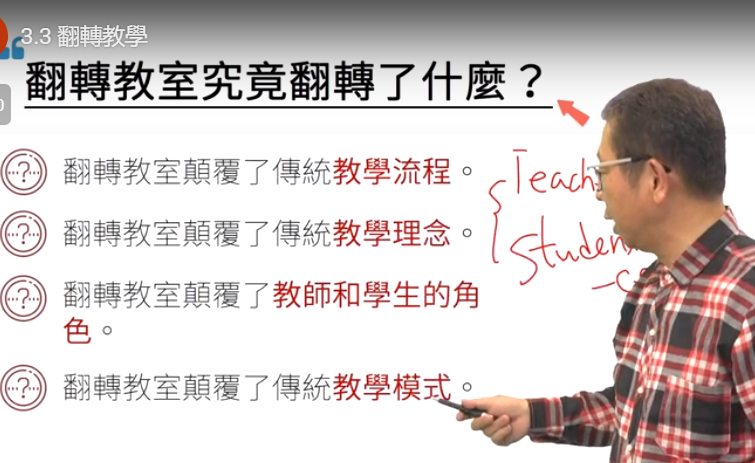 3.3 翻轉教學
翻轉教室究竟翻轉了什麼？
翻轉教室顛覆了傳統教學流程。
翻轉教室顛覆了傳統教學理念。
翻轉教室顛覆了教師和學生的角
色。
翻轉教室顛覆了傳統教學模式。